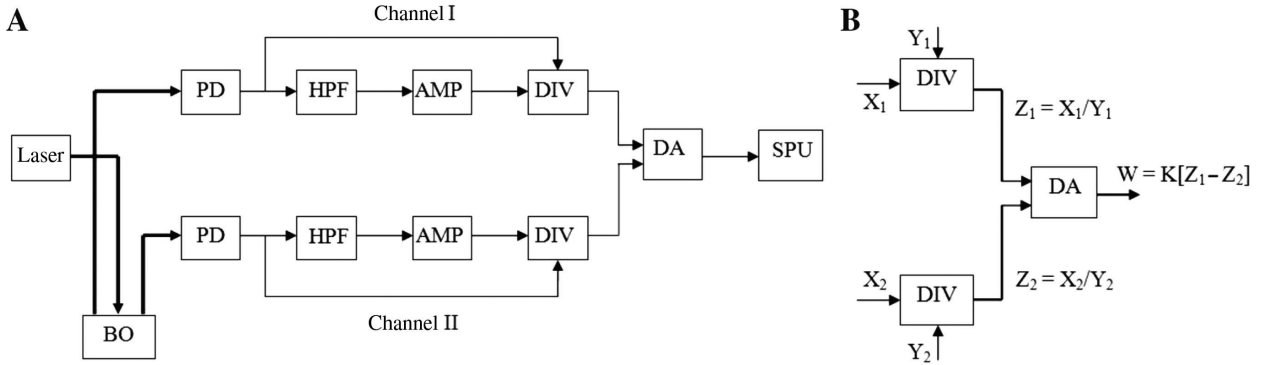 A
Channel I
PD
HPF
AMP
DIV
Laser
DA
SPU
PD
HPF
AMP
DIV
BO
Channel II
B
Y₁
DIV
X₁
Z₁ = X₁/Y₁
DA
W = K[Z₁ – Z₂]
X₂
DIV
Z₂ = X₂/Y₂
Y₂